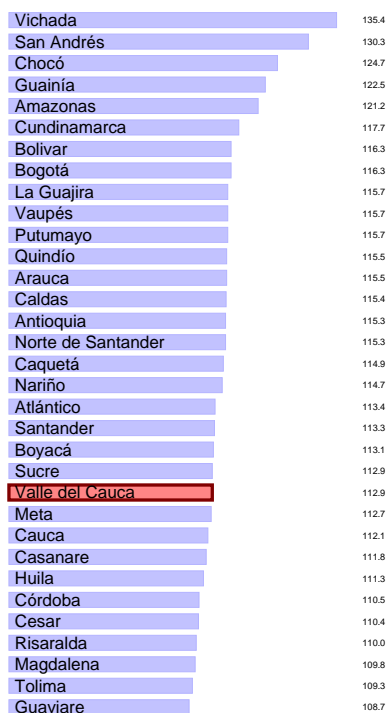 Vichada 135.4
San Andrés 130.3
Chocó 124.7
Guainía 122.5
Amazonas 121.2
Cundinamarca 117.7
Bolivar 116.3
Bogotá 116.3
La Guajira 115.7
Vaupés 115.7
Putumayo 115.7
Quindío 115.5
Arauca 115.5
Caldas 115.4
Antioquia 115.3
Norte de Santander 115.3
Caquetá 114.9
Nariño 114.7
Atlántico 113.4
Santander 113.3
Boyacá 113.1
Sucre 112.9
Valle del Cauca 112.9
Meta 112.7
Cauca 112.1
Casanare 111.8
Huila 111.3
Córdoba 110.5
Cesar 110.4
Risaralda 110.0
Magdalena 109.8
Tolima 109.3
Guaviare 108.7